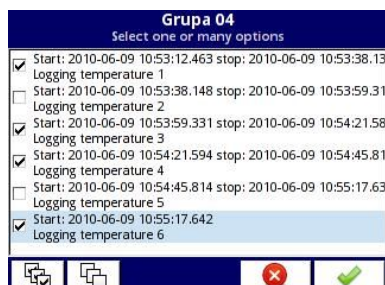 Grupa 04
Select one or many options
Start: 2010-06-09 10:53:12.463 stop: 2010-06-09 10:53:38.13
Logging temperature 1
Start: 2010-06-09 10:53:38.148 stop: 2010-06-09 10:53:59.31
Logging temperature 2
Start: 2010-06-09 10:53:59.331 stop: 2010-06-09 10:54:21.58
Logging temperature 3
Start: 2010-06-09 10:54:21.594 stop: 2010-06-09 10:54:45.81
Logging temperature 4
Start: 2010-06-09 10:54:45.814 stop: 2010-06-09 10:55:17.63
Logging temperature 5
Start: 2010-06-09 10:55:17.642
Logging temperature 6